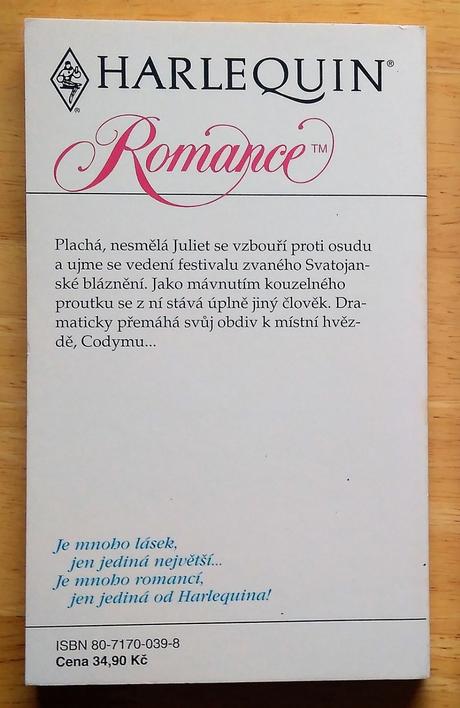 HARLEQUIN®
®
Romance™
Plachá, nesmělá Juliet se vzbouří proti osudu
a ujme se vedení festivalu zvaného Svatojan-
ské bláznění. Jako mávnutím kouzelného
proutku se z ní stává úplně jiný člověk. Dra-
maticky přemáhá svůj obdiv k místní hvěz-
dě, Codymu...
Je mnoho lásek,
jen jediná největší...
Je mnoho romancí,
jen jediná od Harlequina!
ISBN 80-7170-039-8
Cena 34,90 Kč